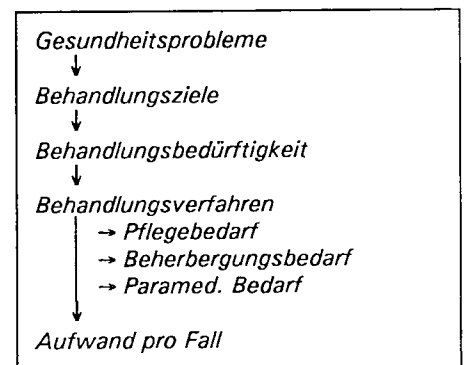 Gesundheitsprobleme
↓
Behandlungsziele
↓
Behandlungsbedürftigkeit
↓
Behandlungsverfahren
→ Pflegebedarf
→ Beherbergungsbedarf
→ Paramed. Bedarf
↓
Aufwand pro Fall